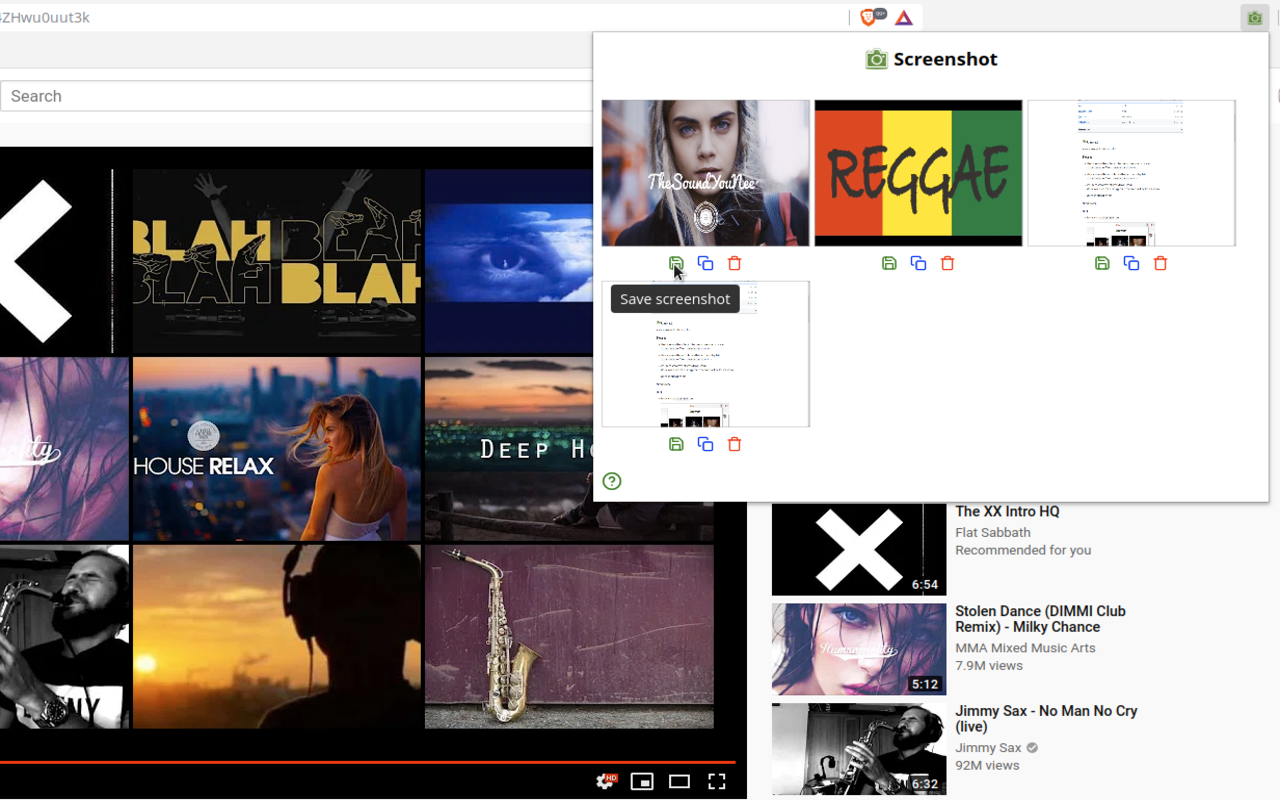 ZHwu0uut3k
99+
Screenshot
Search
TheSoundYouNee
REGGAE
Save screenshot
BLAH BLAH
BLAH BLAH
HOUSE RELAX
DEEP HO
The XX Intro HQ
Flat Sabbath
Recommended for you
6:54
Stolen Dance (DIMMI Club
Remix) - Milky Chance
MMA Mixed Music Arts
7.9M views
5:12
Jimmy Sax - No Man No Cry
(live)
Jimmy Sax
92M views
6:32
HD